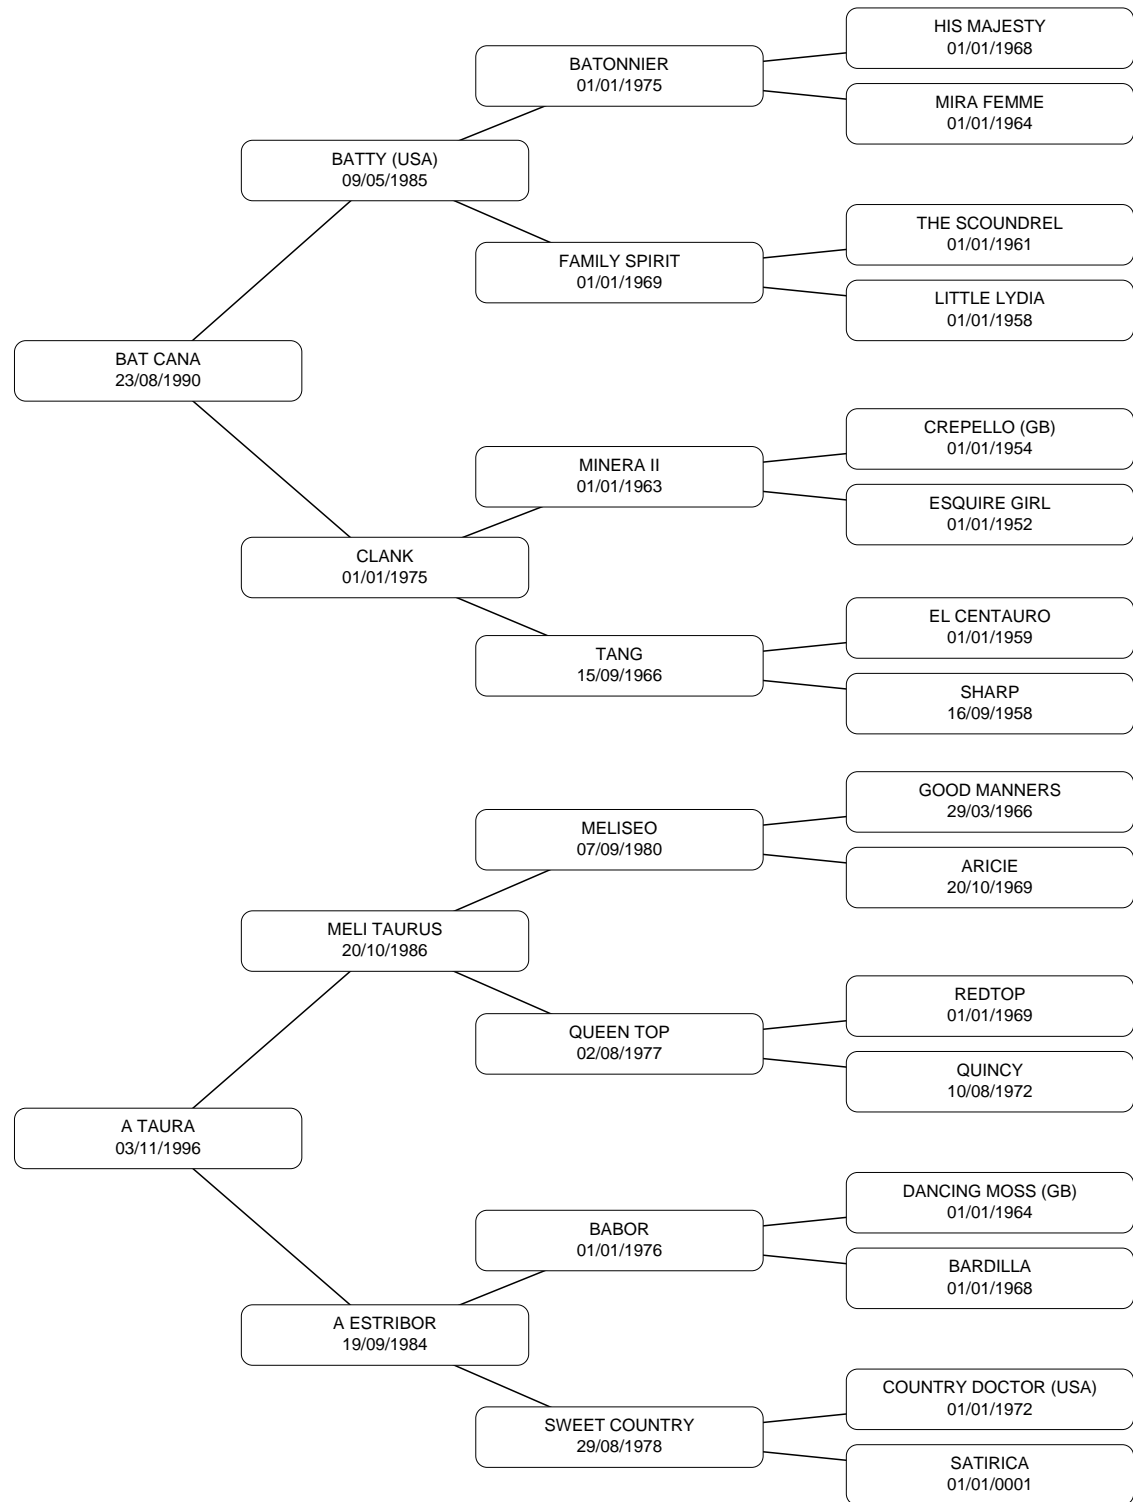 HIS MAJESTY
01/01/1968
BATONNIER
01/01/1975
MIRA FEMME
01/01/1964
BATTY (USA)
09/05/1985
THE SCOUNDREL
01/01/1961
FAMILY SPIRIT
01/01/1969
LITTLE LYDIA
01/01/1958
BAT CANA
23/08/1990
CREPELLO (GB)
01/01/1954
MINERA II
01/01/1963
ESQUIRE GIRL
01/01/1952
CLANK
01/01/1975
EL CENTAURO
01/01/1959
TANG
15/09/1966
SHARP
16/09/1958
GOOD MANNERS
29/03/1966
MELISEO
07/09/1980
ARICIE
20/10/1969
MELI TAURUS
20/10/1986
REDTOP
01/01/1969
QUEEN TOP
02/08/1977
QUINCY
10/08/1972
A TAURA
03/11/1996
DANCING MOSS (GB)
01/01/1964
BABOR
01/01/1976
BARDILLA
01/01/1968
A ESTRIBOR
19/09/1984
COUNTRY DOCTOR (USA)
01/01/1972
SWEET COUNTRY
29/08/1978
SATIRICA
01/01/0001